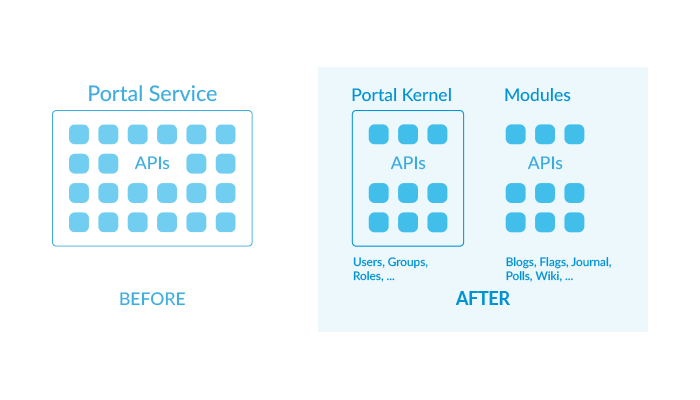 Portal Service
APIs
BEFORE
Portal Kernel
APIs
Users, Groups,
Roles, ...
Modules
APIs
Blogs, Flags, Journal,
Polls, Wiki, ...
AFTER